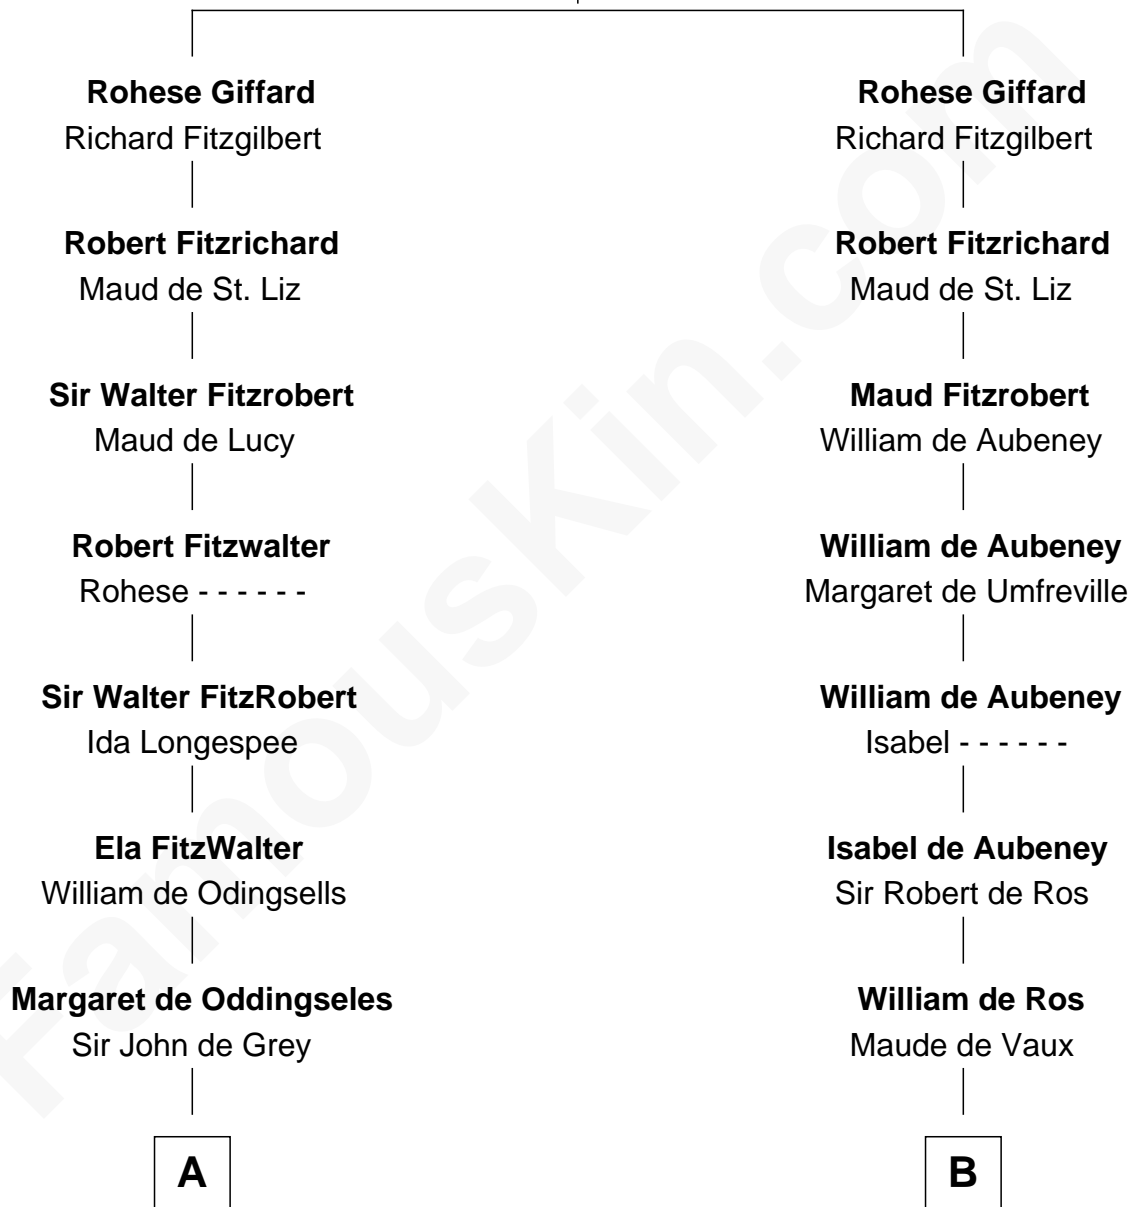 Rohese Giffard
Richard Fitzgilbert
Robert Fitzrichard
Maud de St. Liz
Sir Walter Fitzrobert
Maud de Lucy
Robert Fitzwalter
Rohese - - - - - -
Sir Walter FitzRobert
Ida Longespee
Ela FitzWalter
William de Odingsells
Margaret de Oddingseles
Sir John de Grey
A
Rohese Giffard
Richard Fitzgilbert
Robert Fitzrichard
Maud de St. Liz
Maud Fitzrobert
William de Aubeney
William de Aubeney
Margaret de Umfreville
William de Aubeney
Isabel - - - - - -
Isabel de Aubeney
Sir Robert de Ros
William de Ros
Maude de Vaux
B
FamousKin.com